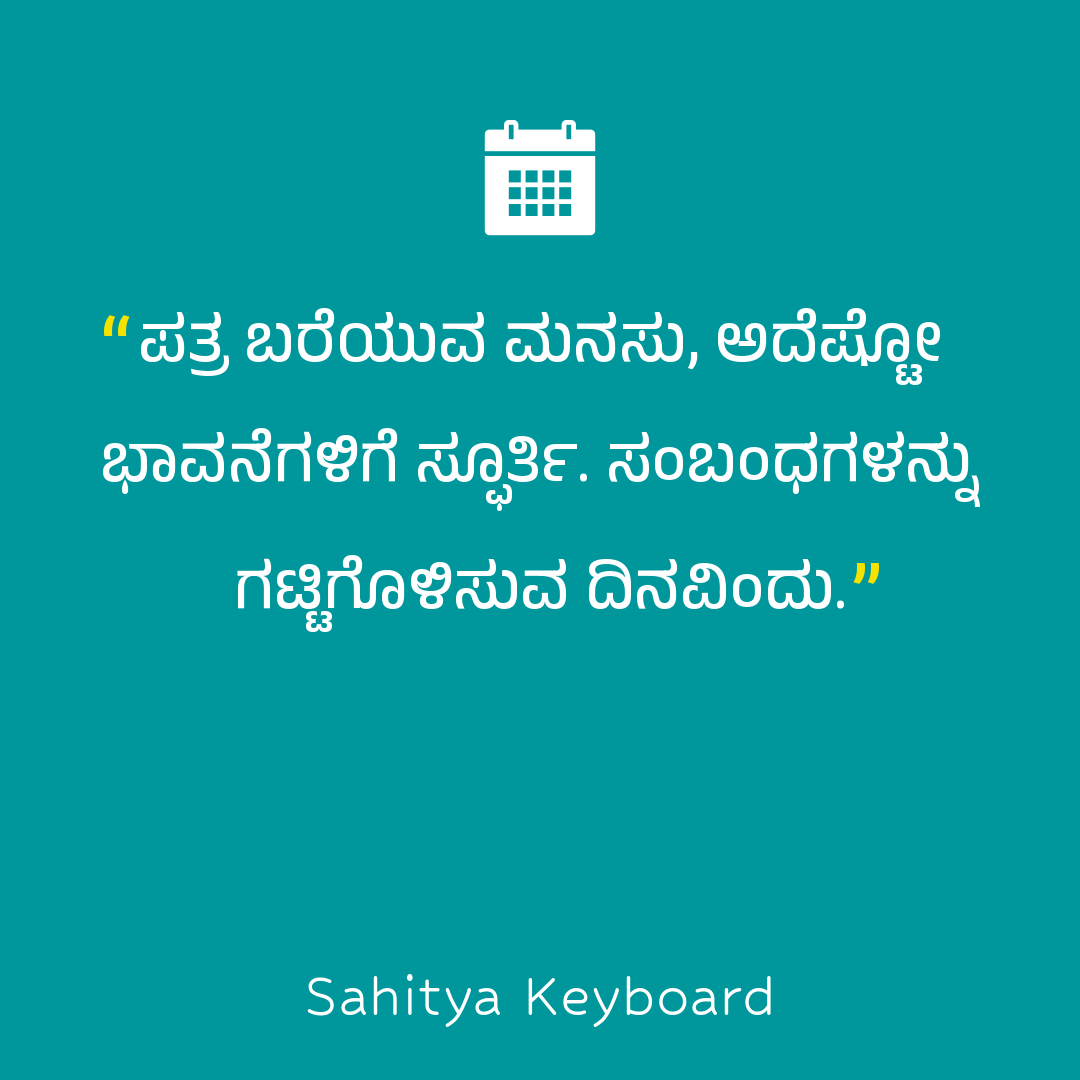 “ಪತ್ರ ಬರೆಯುವ ಮನಸು, ಅದೆಷ್ಟೋ
ಭಾವನೆಗಳಿಗೆ ಸ್ಫೂರ್ತಿ. ಸಂಬಂಧಗಳನ್ನು
ಗಟ್ಟಿಗೊಳಿಸುವ ದಿನವಿಂದು.”
Sahitya Keyboard